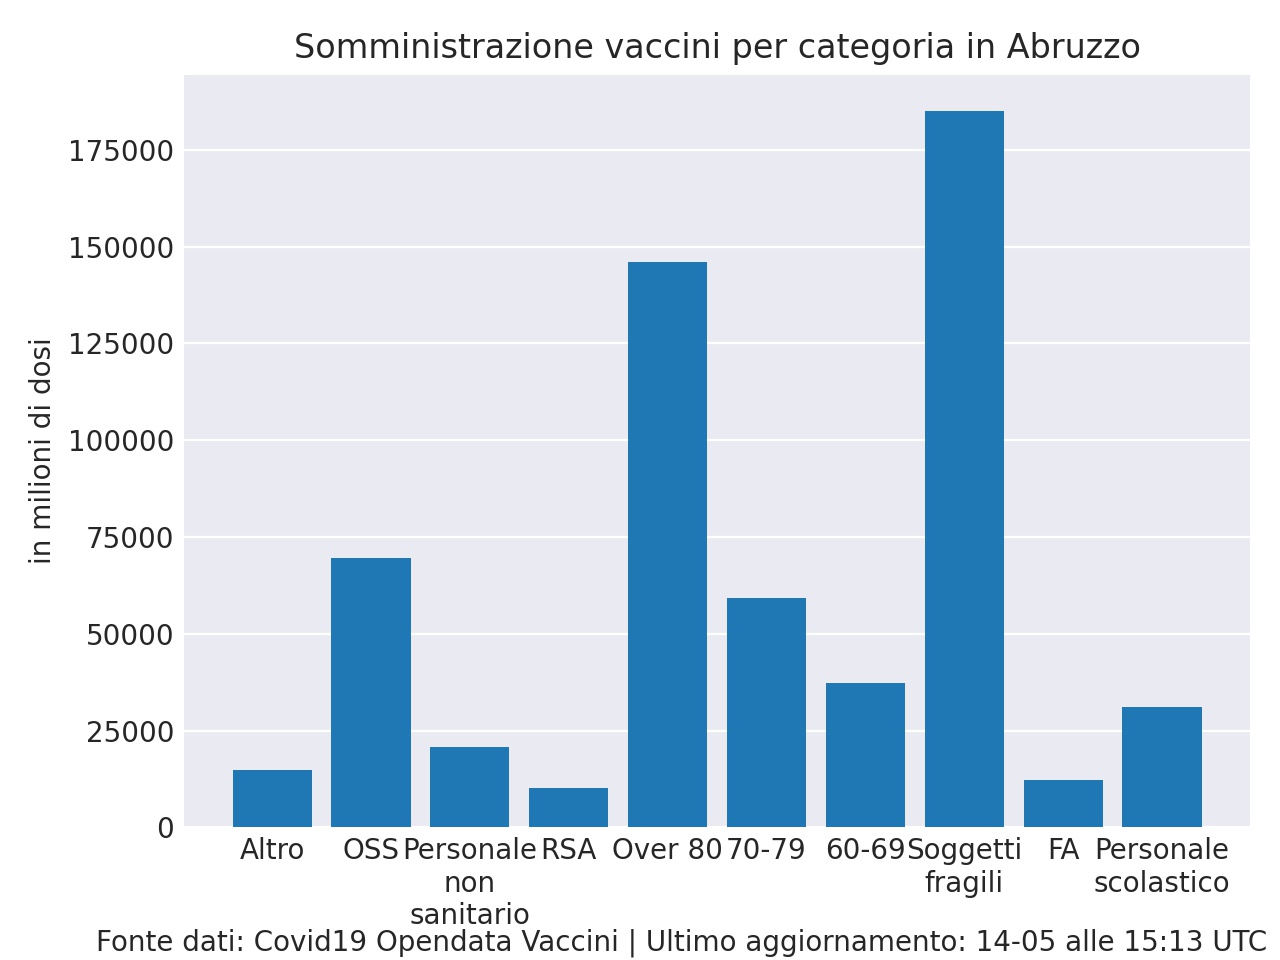 Somministrazione vaccini per categoria in Abruzzo
in milioni di dosi
175000
150000
125000
100000
75000
50000
25000
0
Altro
OSS
Personale
non
sanitario
RSA
Over 80
70-79
60-69
Soggetti
fragili
FA
Personale
scolastico
Fonte dati: Covid19 Opendata Vaccini | Ultimo aggiornamento: 14-05 alle 15:13 UTC